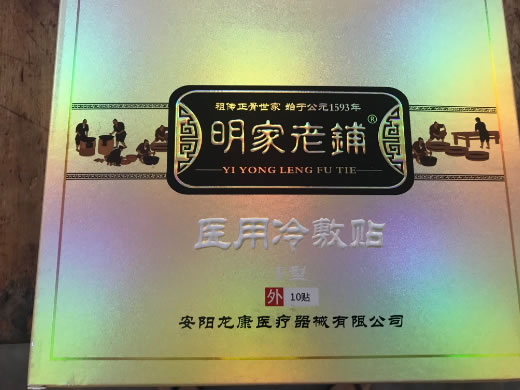 祖传正骨世家 始于公元1593年
明家老铺®
YI YONG LENG FU TIE
医用冷敷贴
外 10贴
安阳龙康医疗器械有限公司